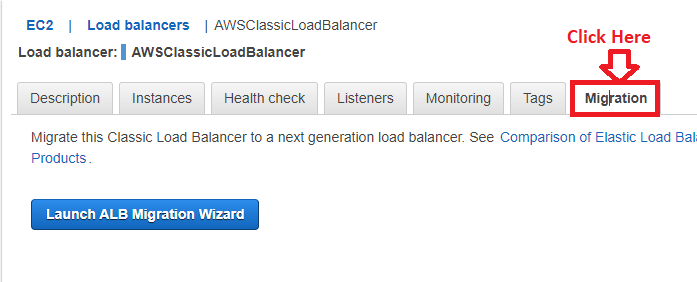 EC2 | Load balancers | AWSClassicLoadBalancer
Click Here
Load balancer: AWSClassicLoadBalancer
Description Instances Health check Listeners Monitoring Tags Migration
Migrate this Classic Load Balancer to a next generation load balancer. See Comparison of Elastic Load Bal
Products.
Launch ALB Migration Wizard